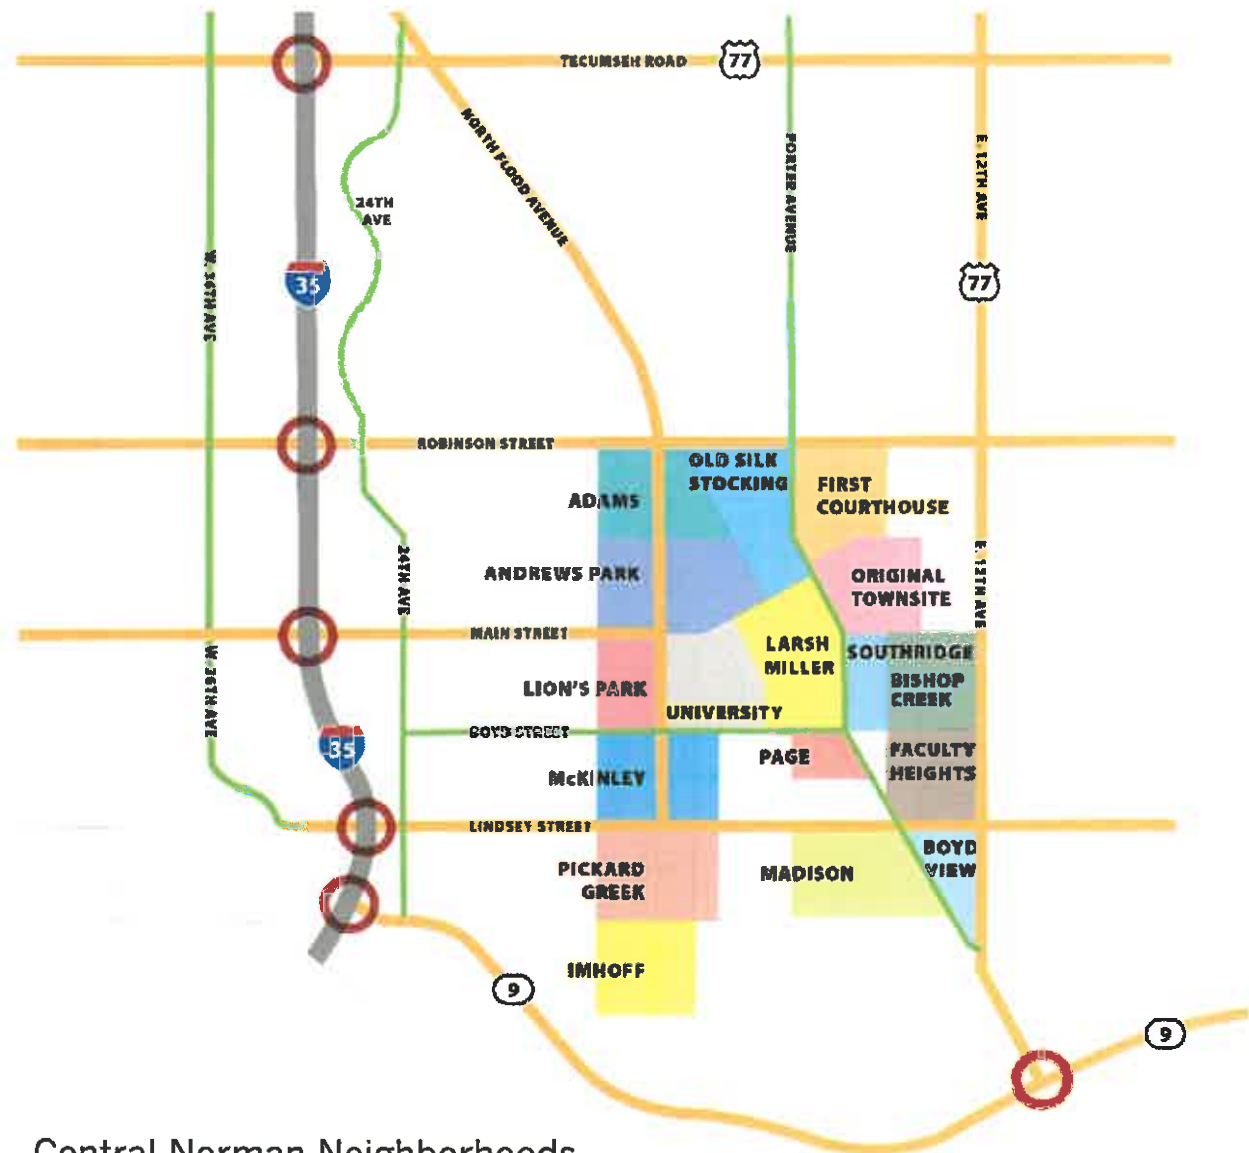 TECUMSEH ROAD
77
NORTH FLOOD AVENUE
PORTER AVENUE
E. 12TH AVE
24TH
AVE
W. 36TH AVE
35
77
ROBINSON STREET
OLD SILK
STOCKING
FIRST
COURTHOUSE
ADAMS
24TH AVE
E. 12TH AVE
ANDREWS PARK
ORIGINAL
TOWNSITE
MAIN STREET
LARSH
MILLER
SOUTHRIDGE
W. 36TH AVE
LION'S PARK
BISHOP
CREEK
UNIVERSITY
BOYD STREET
35
PAGE
FACULTY
HEIGHTS
McKINLEY
LINDSEY STREET
BOYD
VIEW
PICKARD
GREEK
MADISON
IMHOFF
9
9
Central Norman Neighborhoods